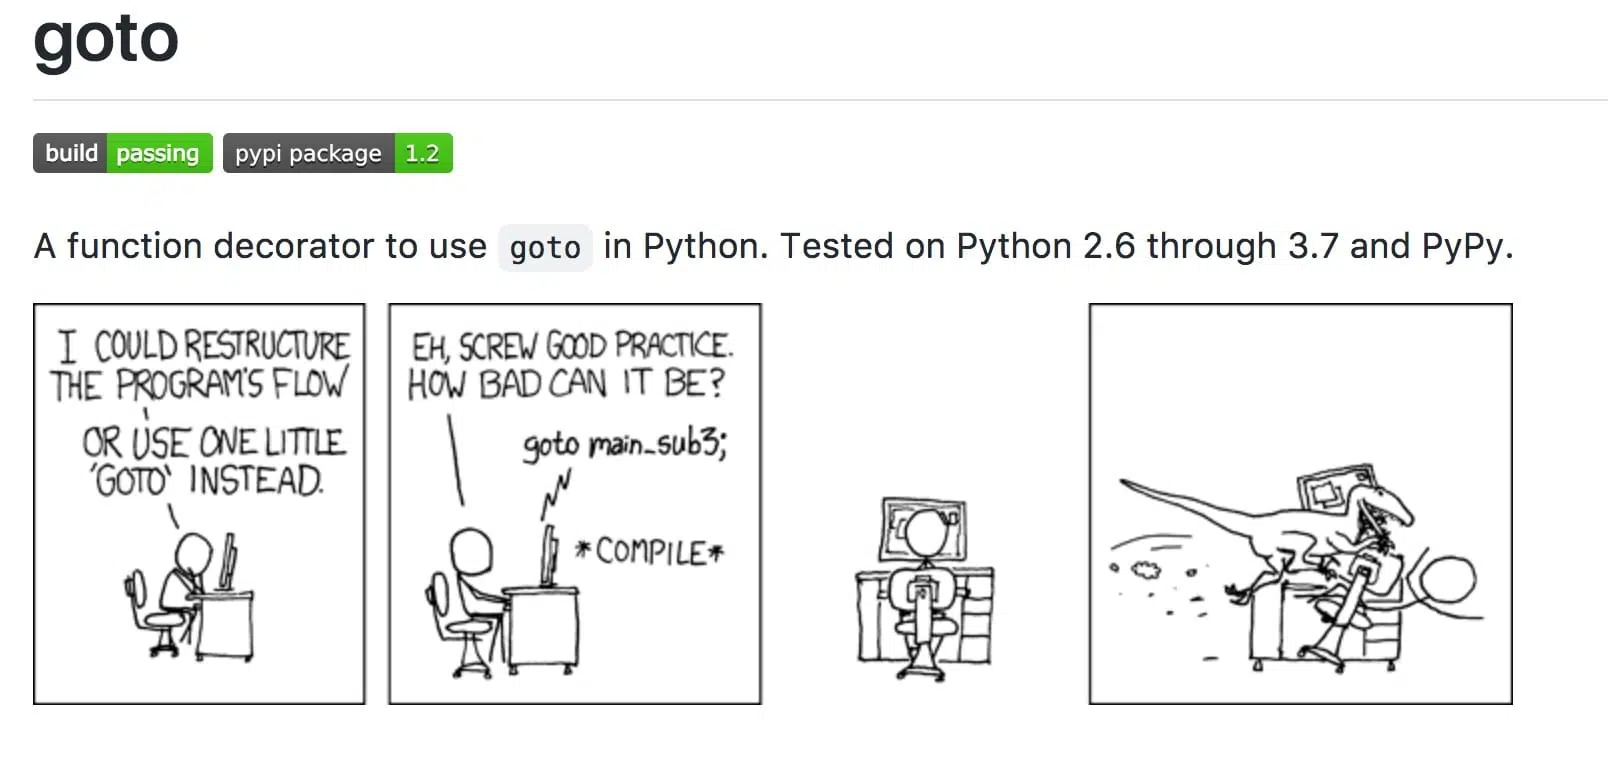 goto
build passing pypi package 1.2
A function decorator to use goto in Python. Tested on Python 2.6 through 3.7 and PyPy.
I COULD RESTRUCTURE
THE PROGRAM'S FLOW
OR USE ONE LITTLE
'GOTO' INSTEAD.
EH, SCREW GOOD PRACTICE.
HOW BAD CAN IT BE?
goto main_sub3;
*COMPILE*